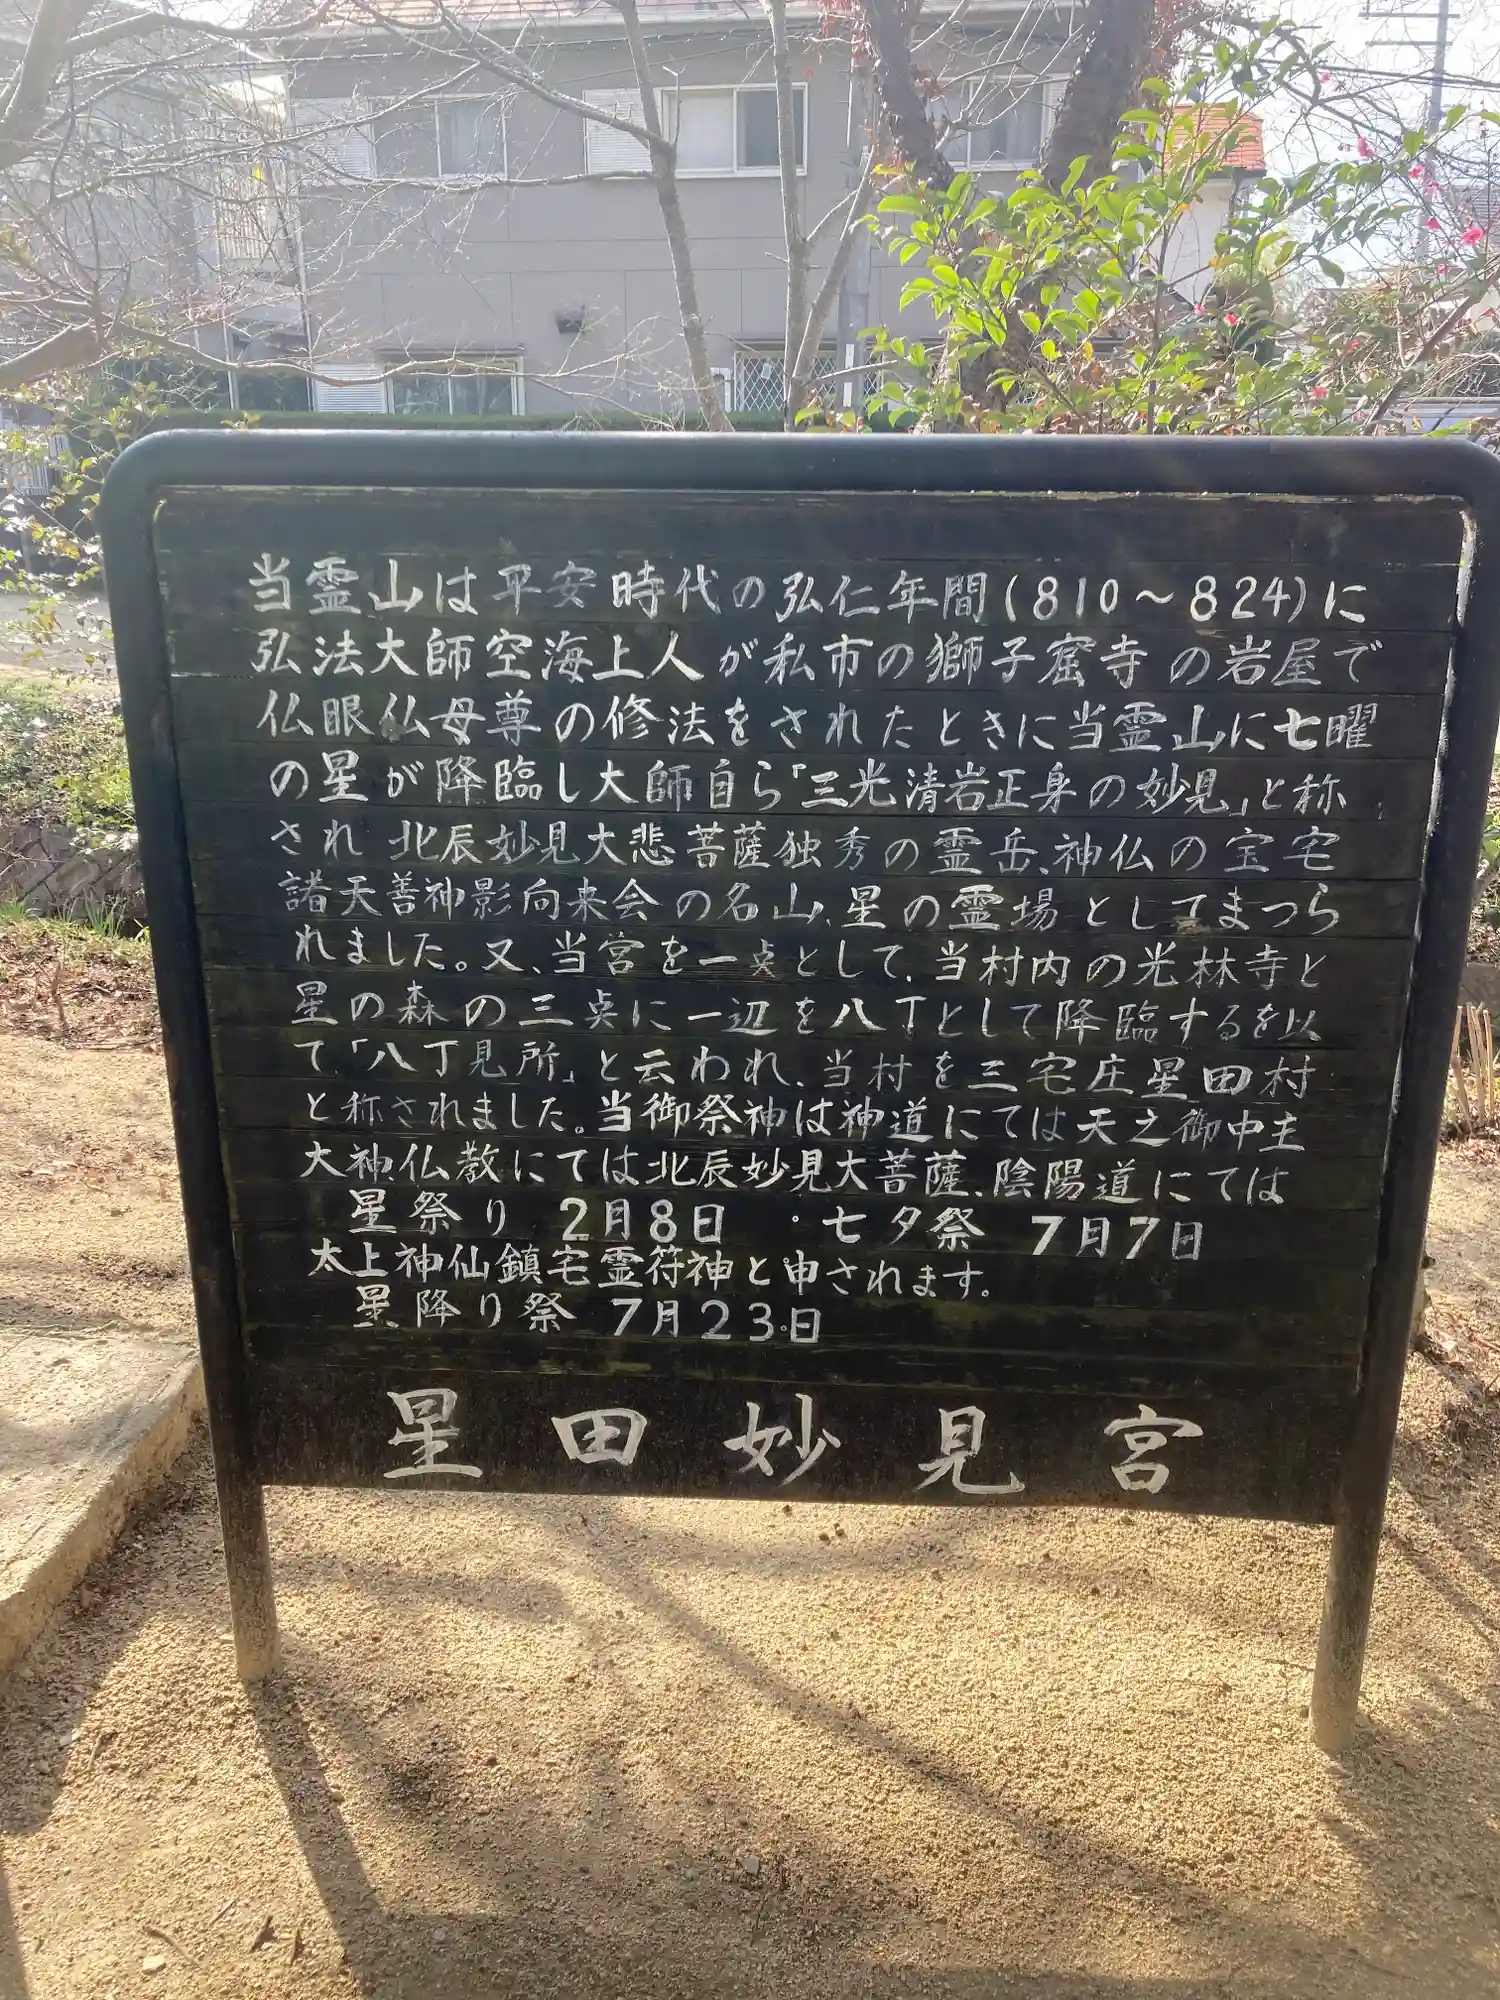 当霊山は平安時代の弘仁年間(810〜824)に
弘法大師空海上人が私市の獅子窟寺の岩屋で
仏眼仏母尊の修法をされたときに当霊山に七曜
の星が降臨し大師自ら「三光清岩正身の妙見」と称
され北辰妙見大悲菩薩独秀の霊岳、神仏の宝宅
諸天善神影向来会の名山、星の霊場としてまつら
れました。又、当宮を一点として、当村内の光林寺と
星の森の三点に一辺を八丁として降臨するを以
て「八丁見所」と云われ、当村を三宅庄星田村
と称されました。当御祭神は神道にては天之御中主
大神、仏教にては北辰妙見大菩薩、陰陽道にては
星祭り 2月8日 ・七夕祭 7月7日
太上神仙鎮宅霊符神と申されます。
星降り祭 7月23日
星田妙見宮